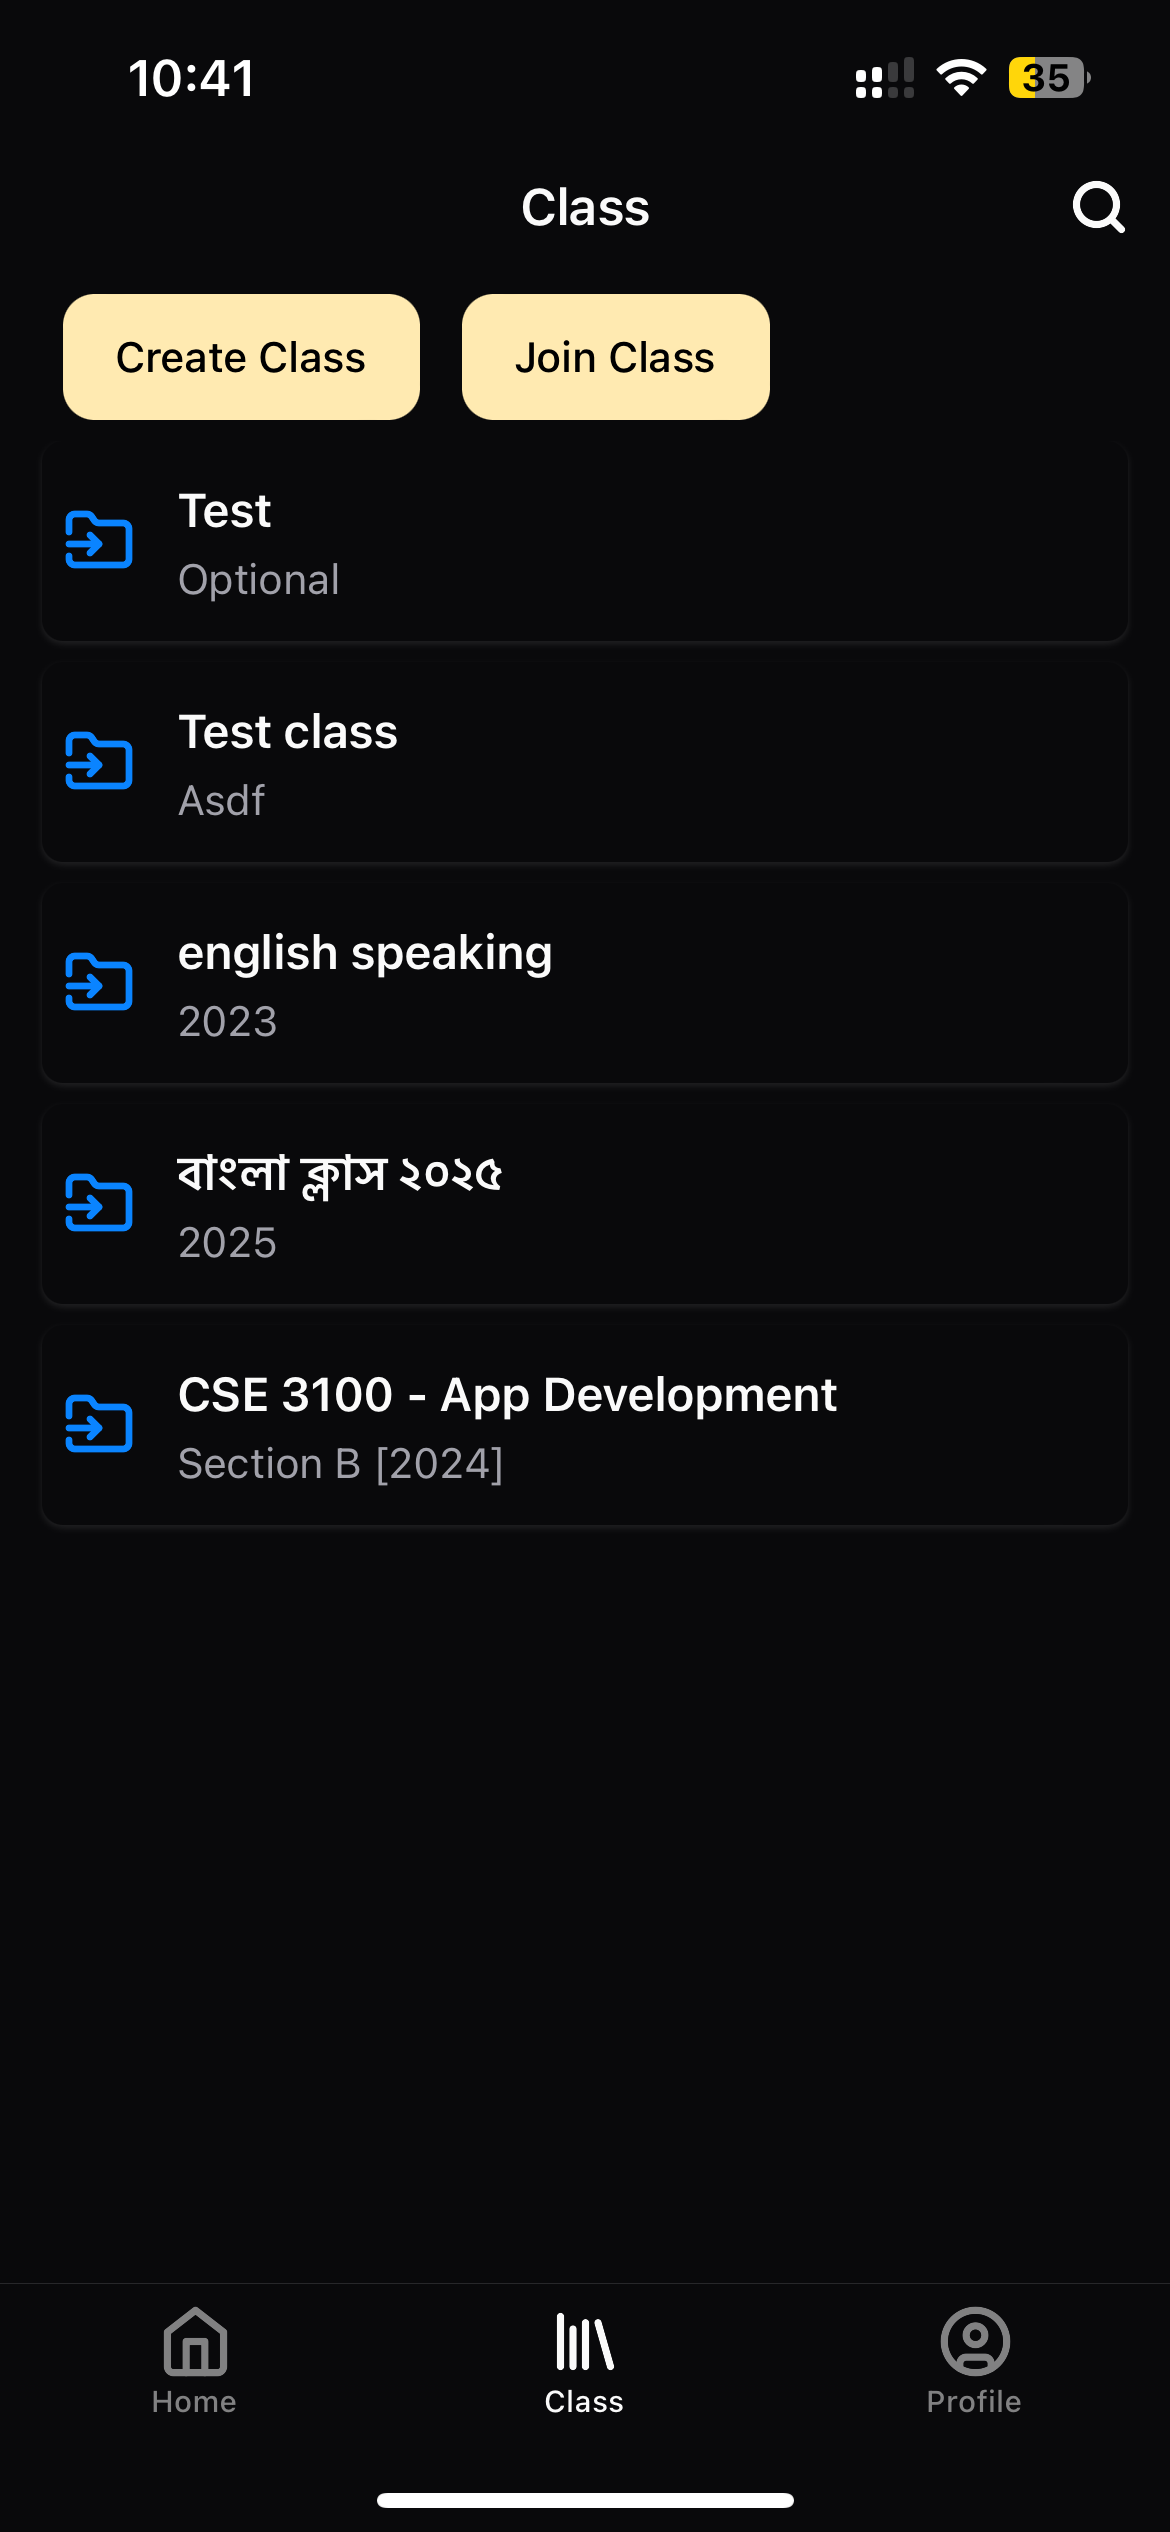 10:41
35
Class
Create Class
Join Class
Test
Optional
Test class
Asdf
english speaking
2023
বাংলা ক্লাস ২০২৫
2025
CSE 3100 - App Development
Section B [2024]
Home
Class
Profile